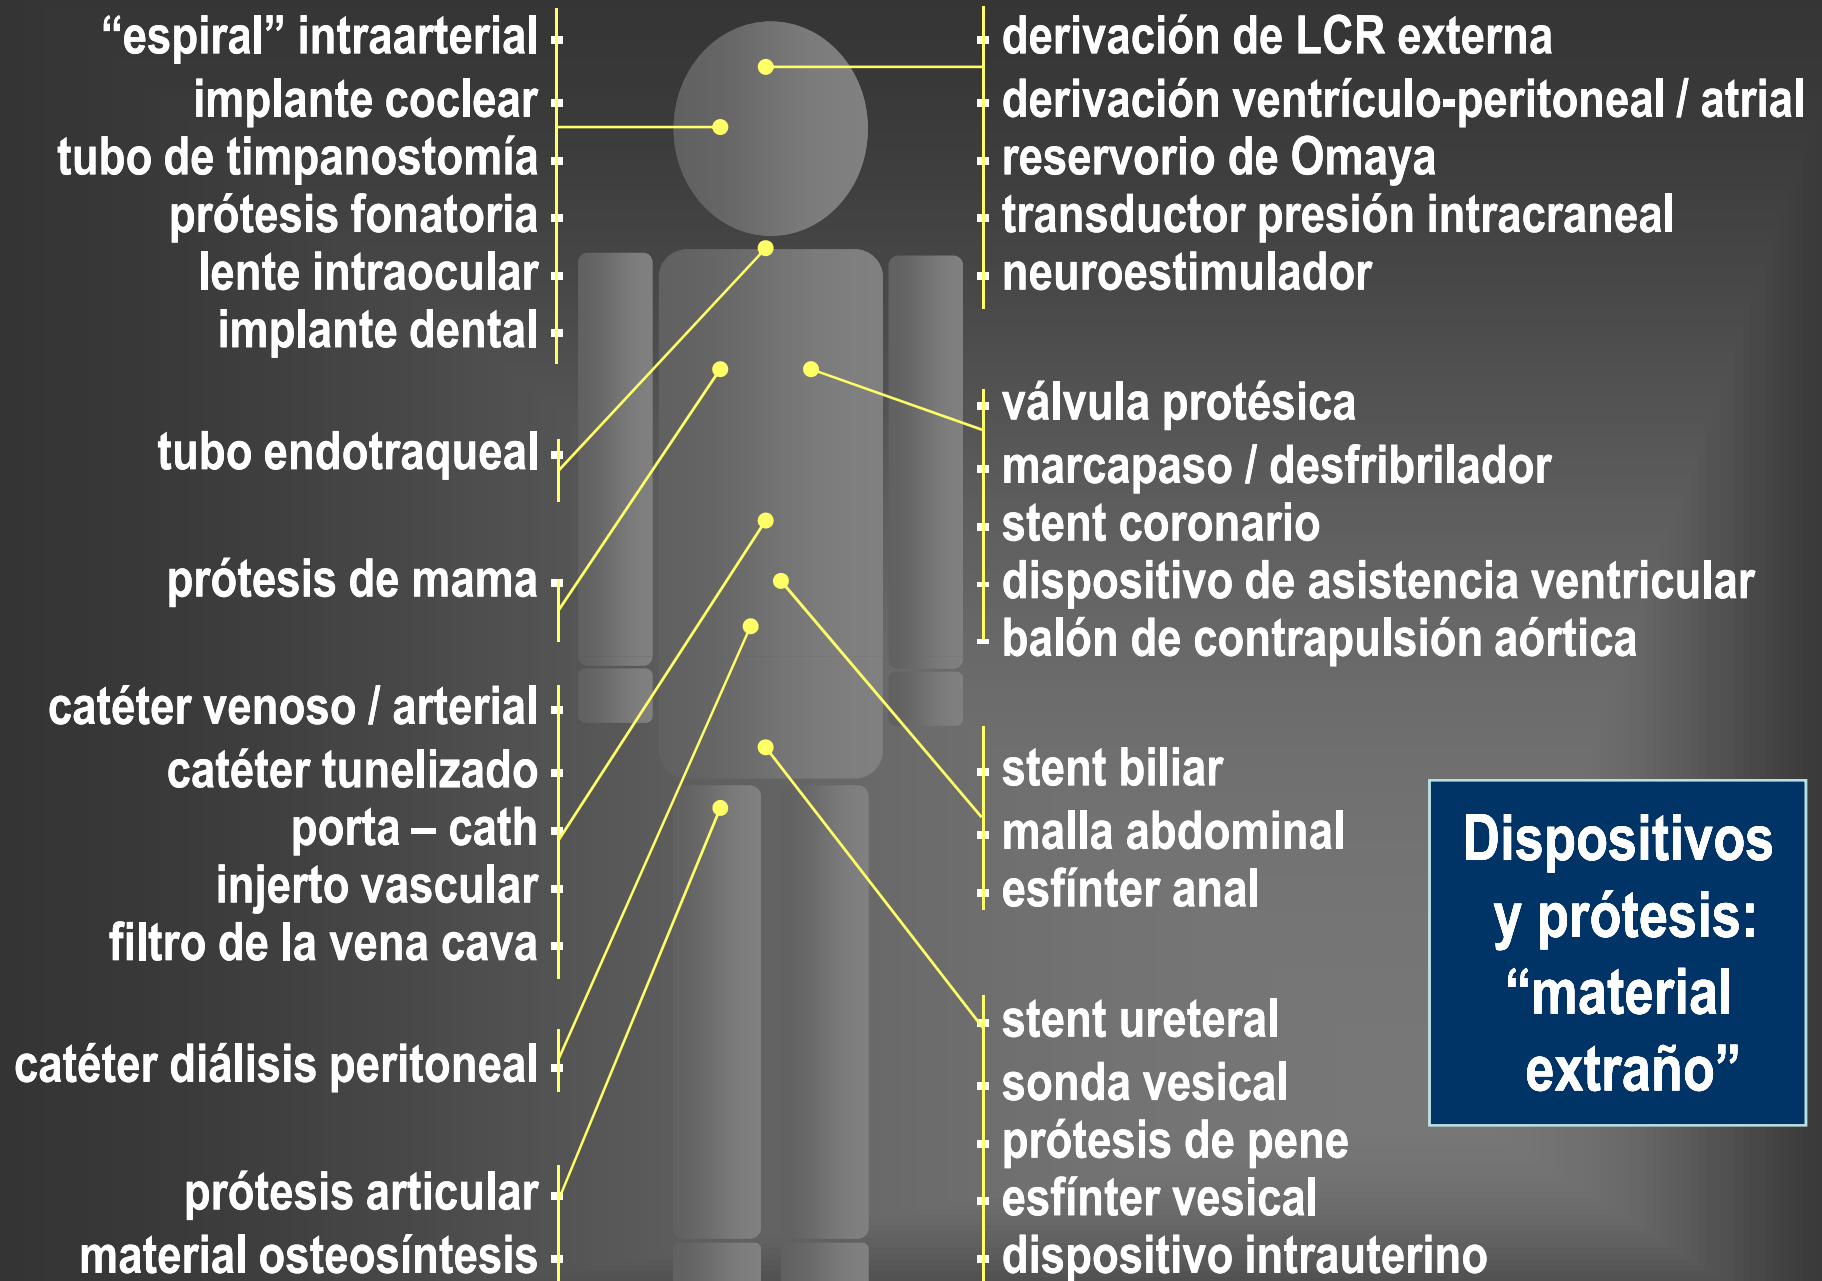 “espiral” intraarterial
implante coclear
tubo de timpanostomía
prótesis fonatoria
lente intraocular
implante dental
tubo endotraqueal
prótesis de mama
catéter venoso / arterial
catéter tunelizado
porta – cath
injerto vascular
filtro de la vena cava
catéter diálisis peritoneal
prótesis articular
material osteosíntesis
derivación de LCR externa
derivación ventrículo-peritoneal / atrial
reservorio de Omaya
transductor presión intracraneal
neuroestimulador
válvula protésica
marcapaso / desfribrilador
stent coronario
dispositivo de asistencia ventricular
balón de contrapulsión aórtica
stent biliar
malla abdominal
esfínter anal
stent ureteral
sonda vesical
prótesis de pene
esfínter vesical
dispositivo intrauterino
Dispositivos
y prótesis:
“material
extraño”